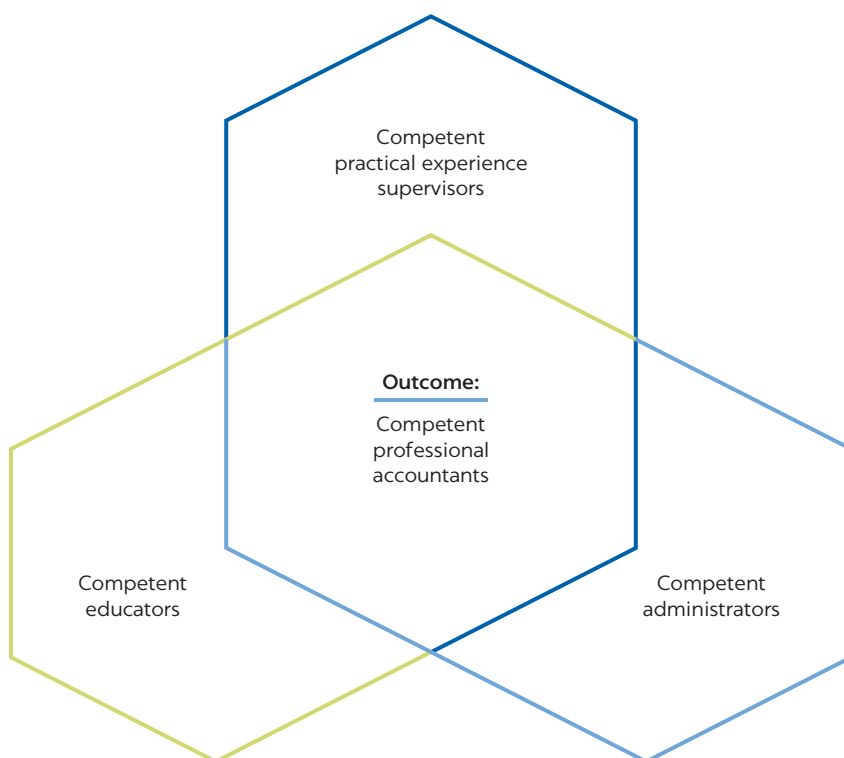 Competent
practical experience
supervisors
Outcome:
Competent
professional
accountants
Competent
educators
Competent
administrators